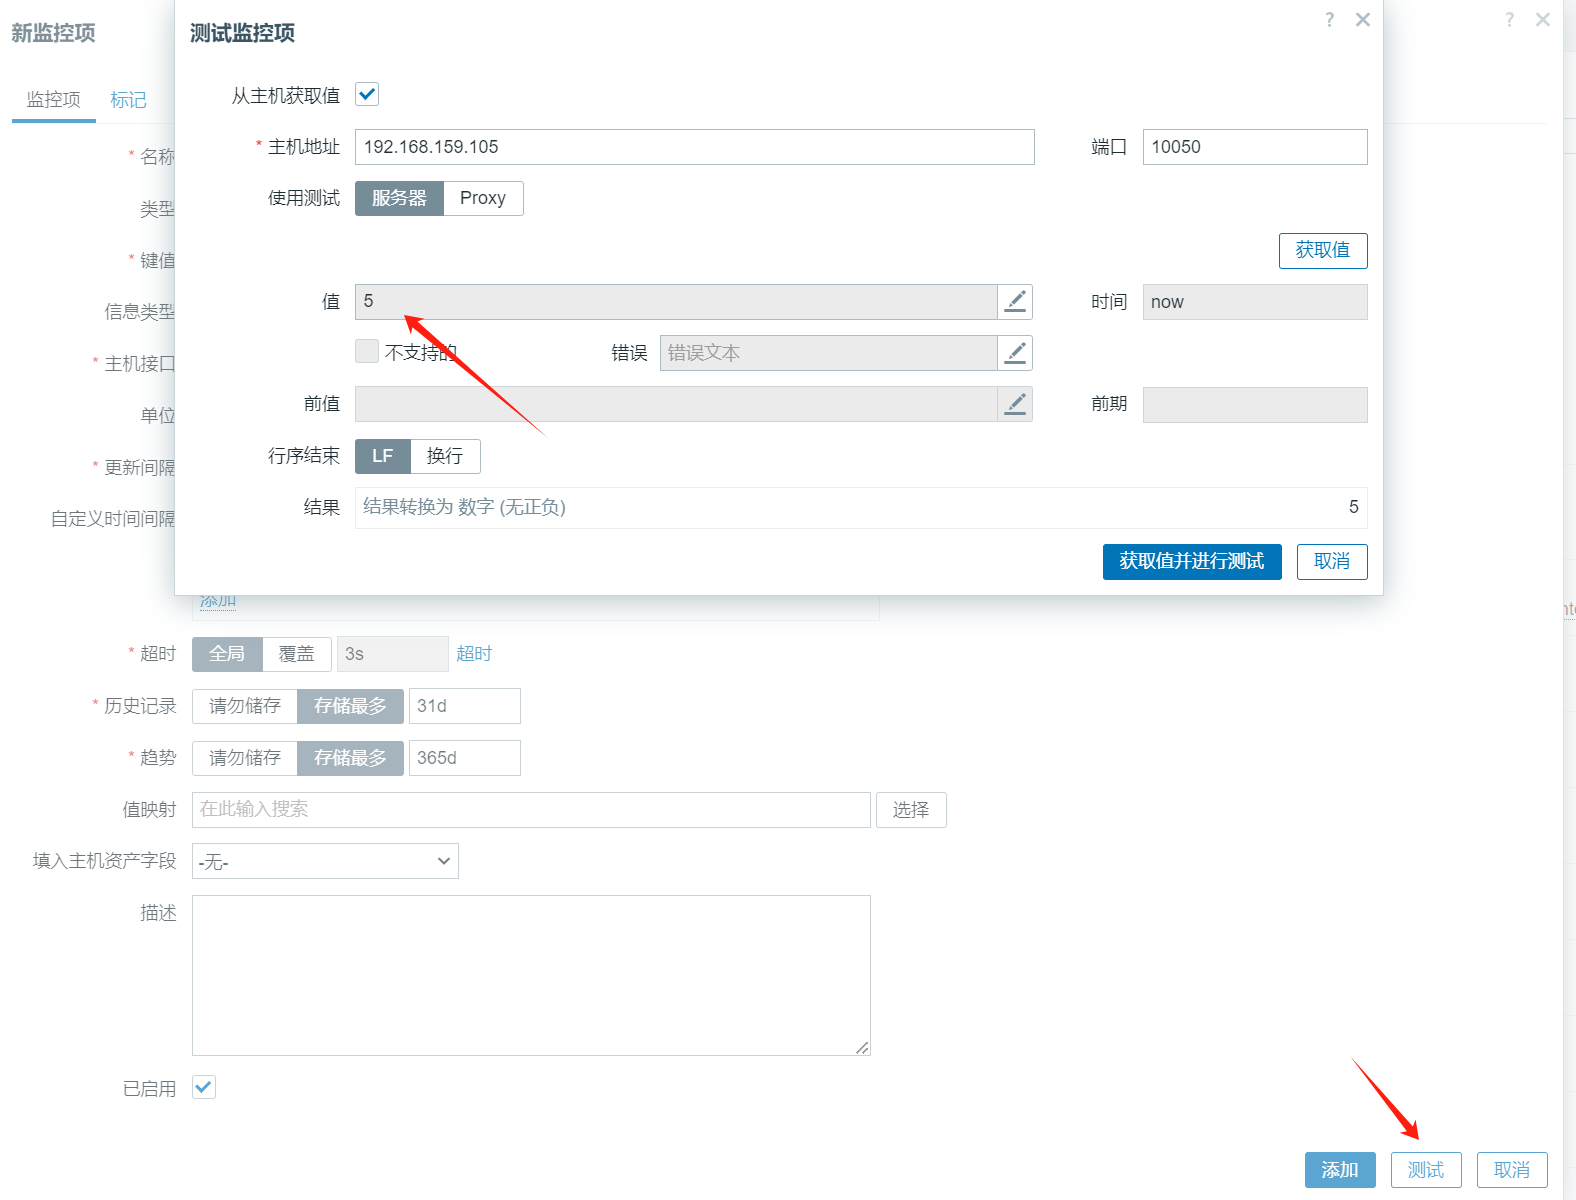 新监控项
? ×
监控项 标记
测试监控项
? ×
从主机获取值
* 主机地址 192.168.159.105 端口 10050
使用测试 服务器 Proxy
获取值
值 5 时间 now
不支持的 错误 错误文本
前值 前期
行序结束 LF 换行
结果 结果转换为 数字 (无正负) 5
获取值并进行测试 取消
* 名称
类型
* 键值
信息类型
* 主机接口
单位
* 更新间隔
自定义时间间隔
添加
* 超时 全局 覆盖 3s 超时
* 历史记录 请勿储存 存储最多 31d
* 趋势 请勿储存 存储最多 365d
值映射 在此输入搜索 选择
填入主机资产字段 -无-
描述
已启用
添加 测试 取消